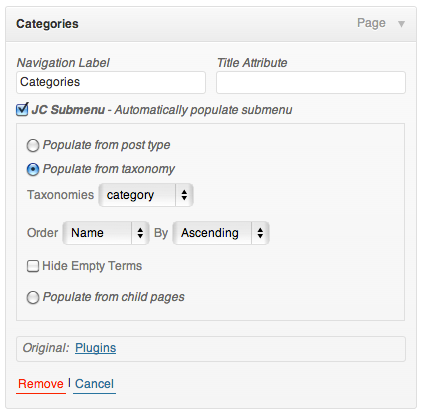 Categories Page
Navigation Label Title Attribute
Categories
JC Submenu - Automatically populate submenu
Populate from post type
Populate from taxonomy
Taxonomies category
Order Name By Ascending
Hide Empty Terms
Populate from child pages
Original: Plugins
Remove | Cancel